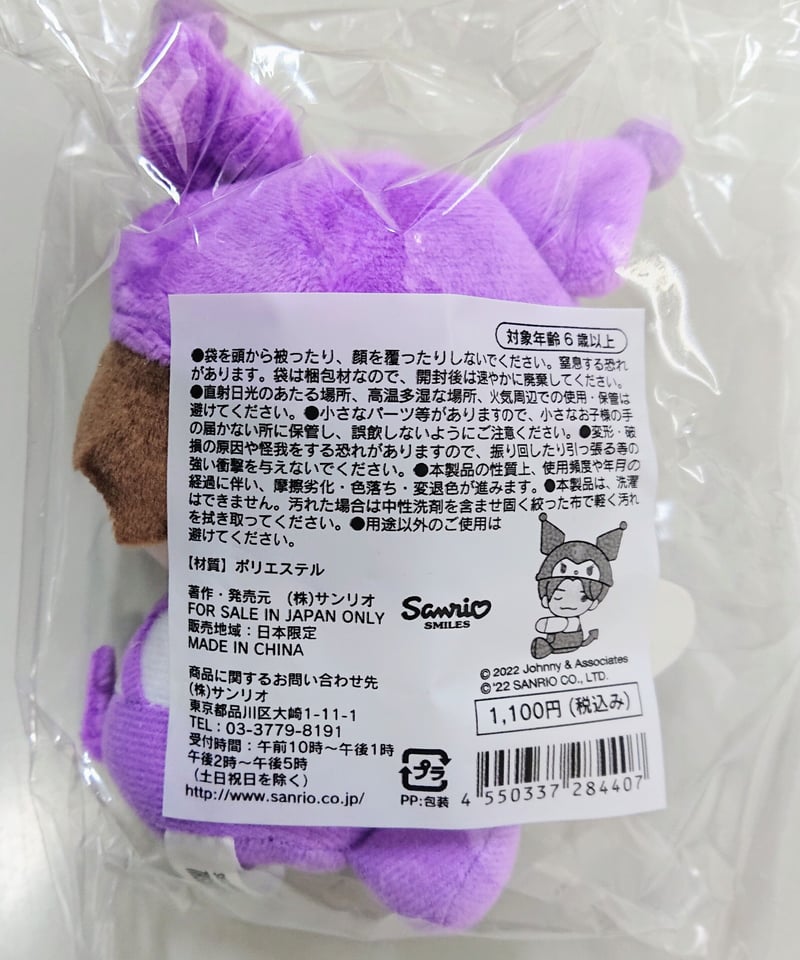 対象年齢6歳以上
●袋を頭から被ったり、顔を覆ったりしないでください。窒息する恐れ
があります。袋は梱包材なので、開封後は速やかに廃棄してください。
●直射日光のあたる場所、高温多湿な場所、火気周辺での使用・保管は
避けてください。●小さなパーツ等がありますので、小さなお子様の手
の届かない所に保管し、誤飲しないようにご注意ください。●変形・破
損の原因や怪我をする恐れがありますので、振り回したり引っ張る等の
強い衝撃を与えないでください。●本製品の性質上、使用頻度や年月の
経過に伴い、摩擦劣化・色落ち・変退色が進みます。●本製品は、洗濯
はできません。汚れた場合は中性洗剤を含ませ固く絞った布で軽く汚れ
を拭き取ってください。●用途以外のご使用は
避けてください。
【材質】ポリエステル
著作・発売元 (株)サンリオ
FOR SALE IN JAPAN ONLY
販売地域:日本限定
MADE IN CHINA
Sanrio
SMILES
© 2022 Johnny & Associates
© '22 SANRIO CO., LTD.
1,100円(税込み)
商品に関するお問い合わせ先
(株)サンリオ
東京都品川区大崎1-11-1
TEL:03-3779-8191
受付時間:午前10時〜午後1時
午後2時〜午後5時
(土日祝日を除く)
http://www.sanrio.co.jp/
プラ
PP:包装
4 550337 284407